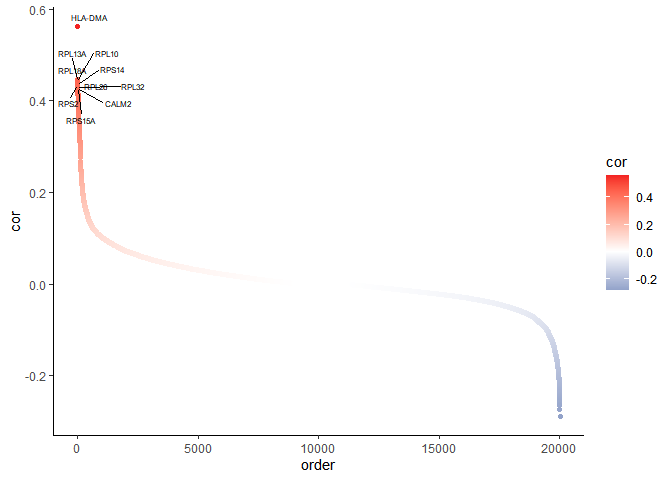 0.6
0.4
0.2
0.0
-0.2
cor
HLA-DMA
RPL13A
RPL10
RPL18A
RPS14
RPL28
RPL32
RPS2
CALM2
RPS15A
0
5000
10000
15000
20000
order
cor
0.4
0.2
0.0
-0.2